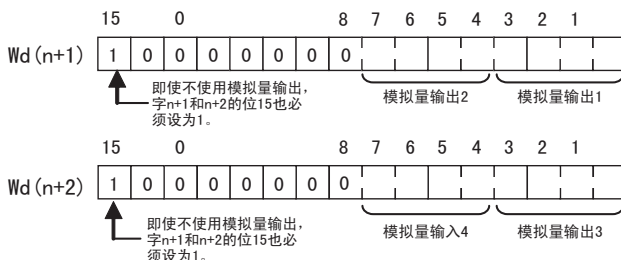 15 0 8 7 6 5 4 3 2 1
Wd(n+1) 1 0 0 0 0 0 0 0
即使不使用模拟量输出,
字n+1和n+2的位15也必
须设为1。
模拟量输出2 模拟量输出1
15 0 8 7 6 5 4 3 2 1
Wd(n+2) 1 0 0 0 0 0 0 0
即使不使用模拟量输出,
字n+1和n+2的位15也必
须设为1。
模拟量输入4 模拟量输出3